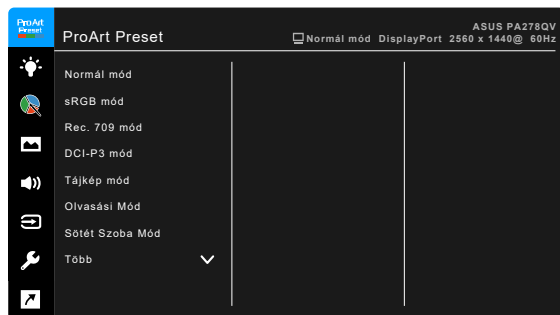 ProArt
Preset
ProArt Preset
ASUS PA278QV
Normál mód DisplayPort 2560 x 1440@ 60Hz
Normál mód
sRGB mód
Rec. 709 mód
DCI-P3 mód
Tájkép mód
Olvasási Mód
Sötét Szoba Mód
Több